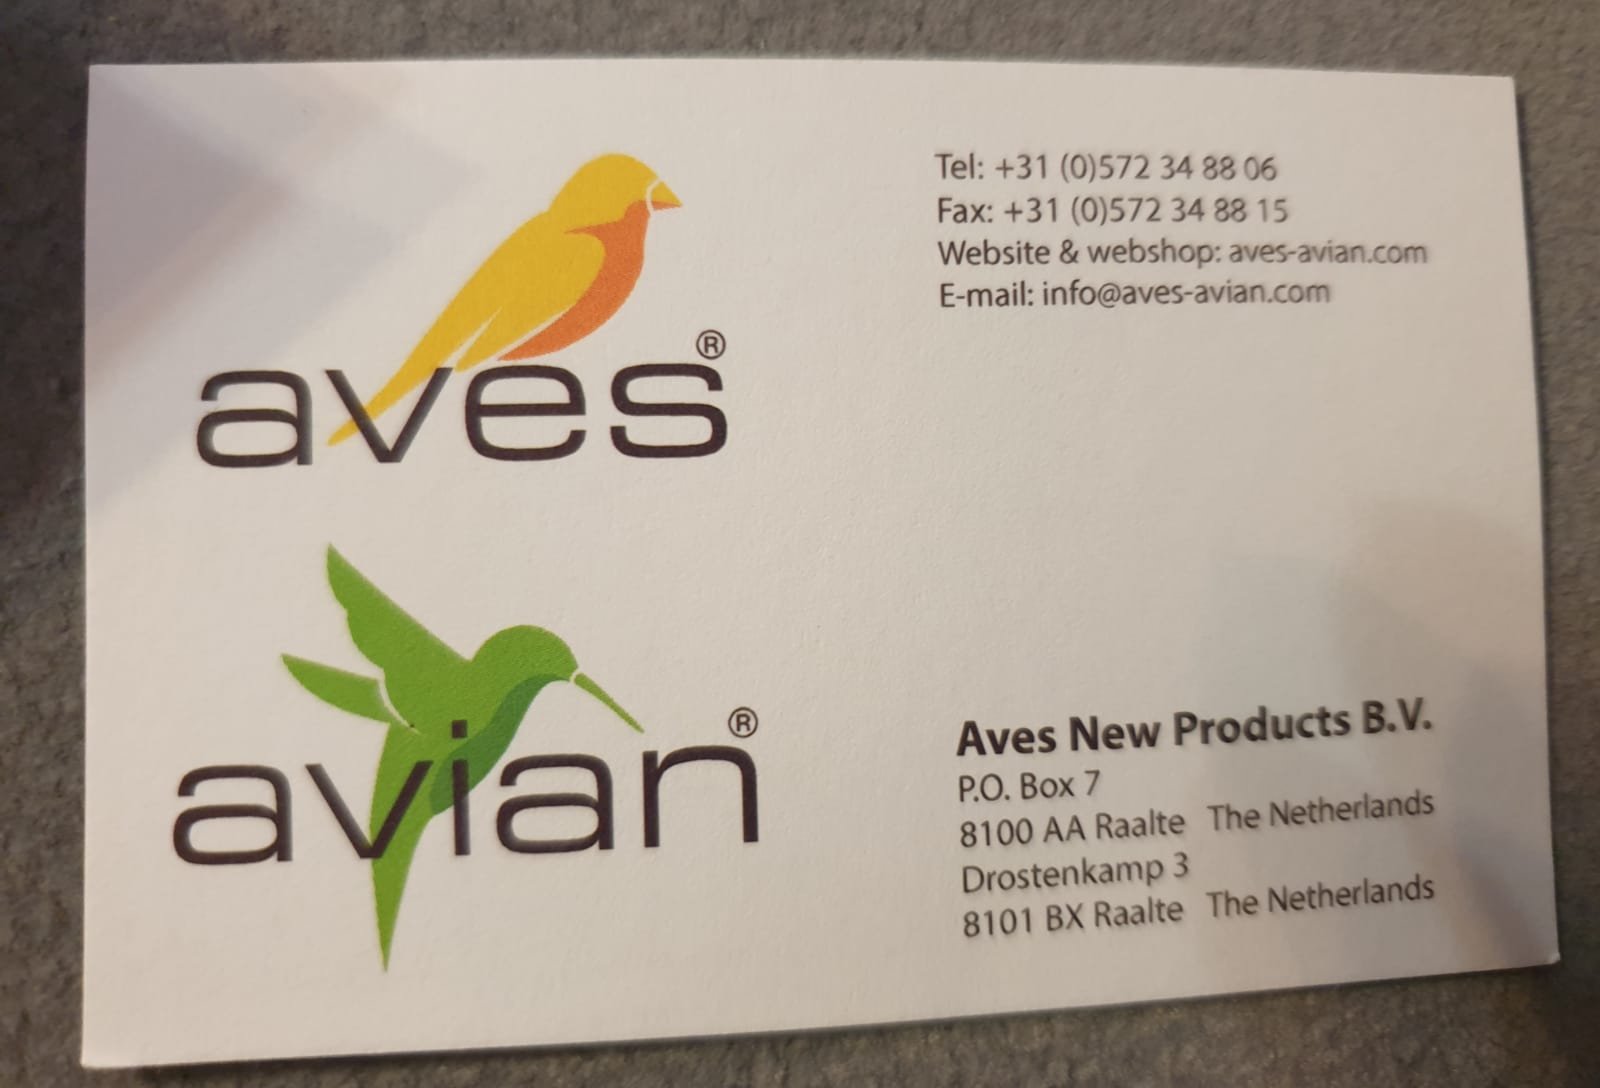 aves®
avian®
Tel: +31 (0)572 34 88 06
Fax: +31 (0)572 34 88 15
Website & webshop: aves-avian.com
E-mail: info@aves-avian.com
Aves New Products B.V.
P.O. Box 7
8100 AA Raalte The Netherlands
Drostenkamp 3
8101 BX Raalte The Netherlands